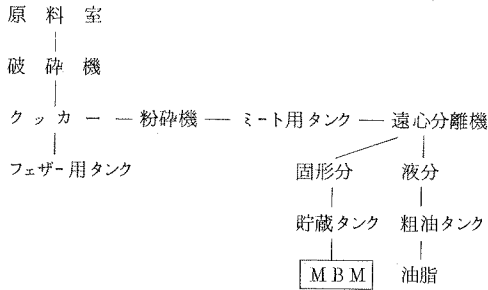 原料室
破砕機
クッカー ― 粉砕機 ― ミート用タンク ― 遠心分離機
フェザー用タンク 固形分 液分
貯蔵タンク 粗油タンク
MBM 油脂